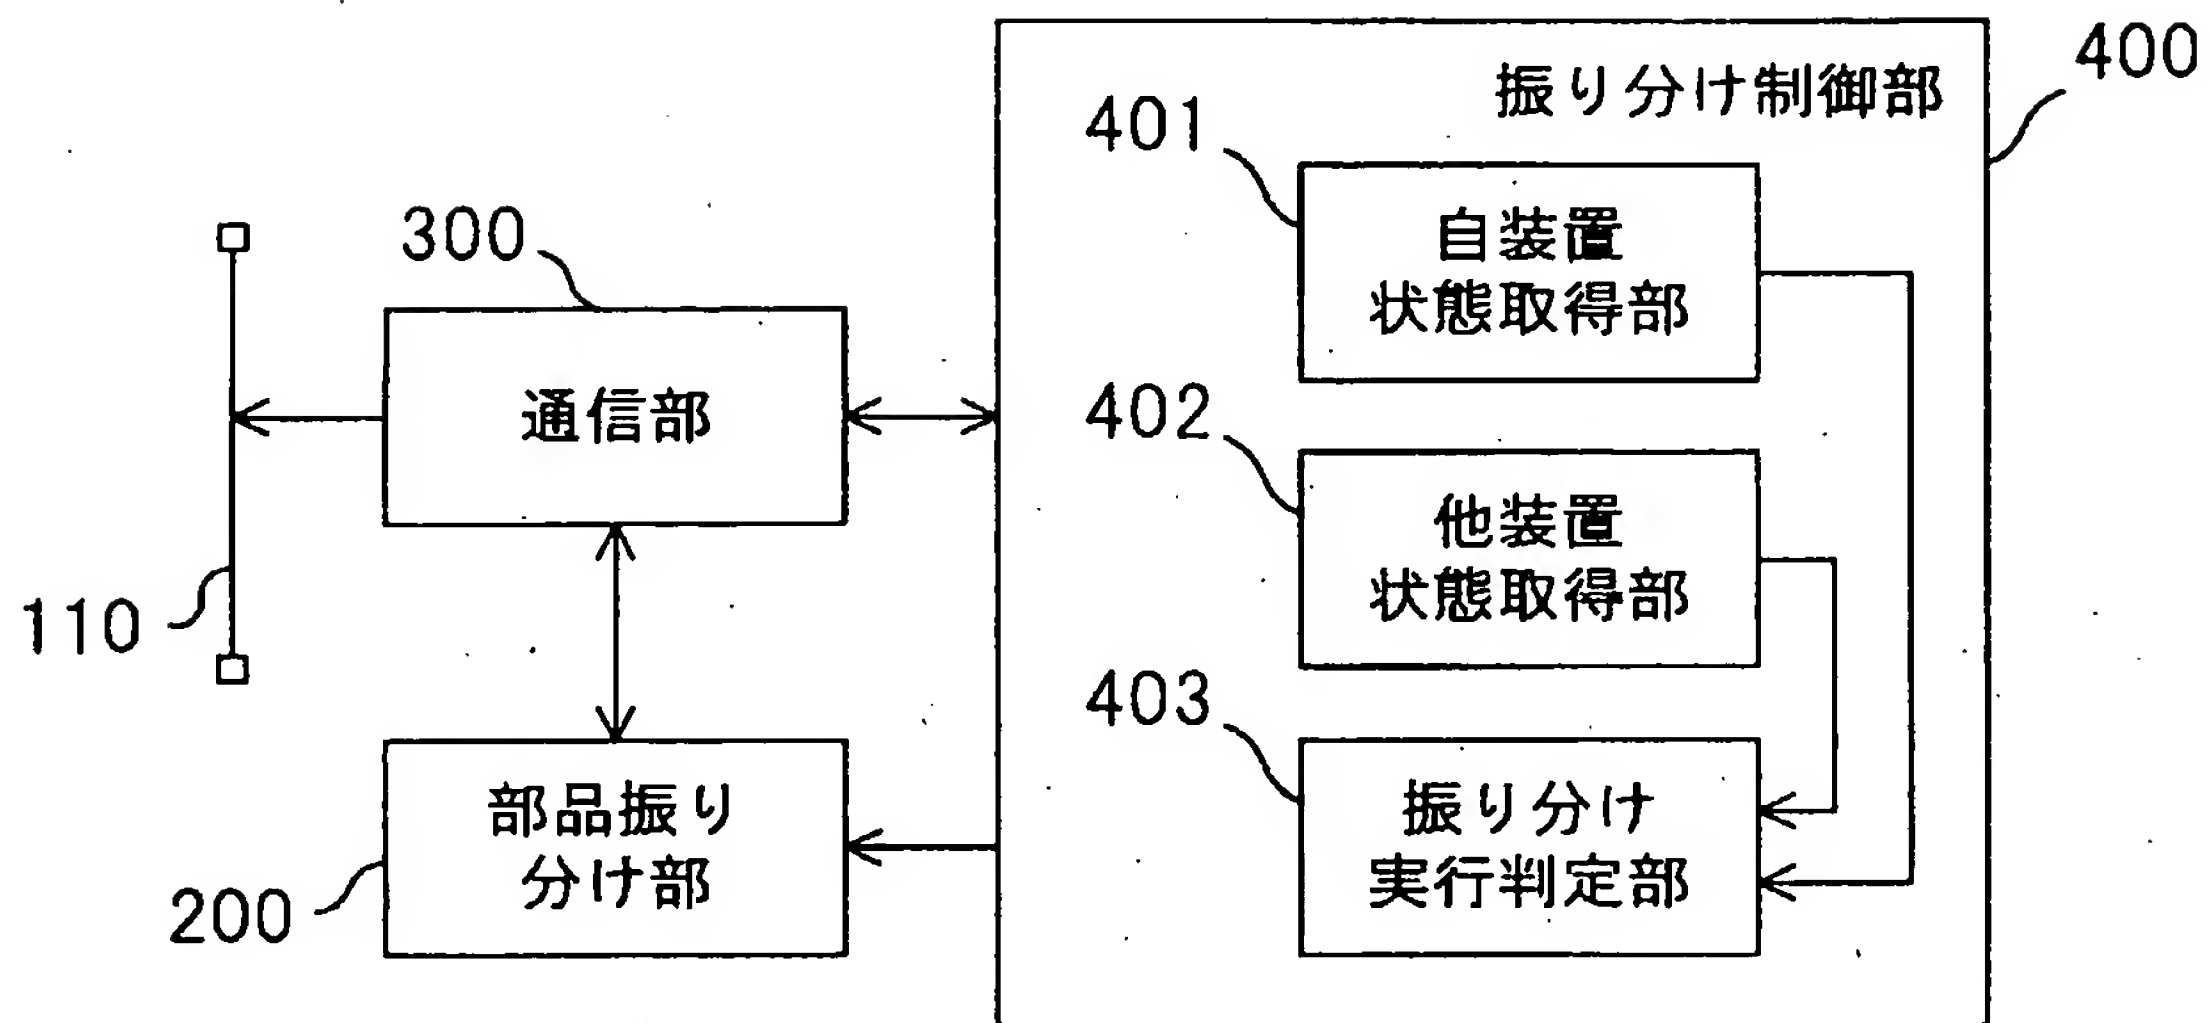 400
振り分け制御部
401
自装置
状態取得部
300
通信部
402
他装置
状態取得部
110
403
振り分け
実行判定部
部品振り
分け部
200